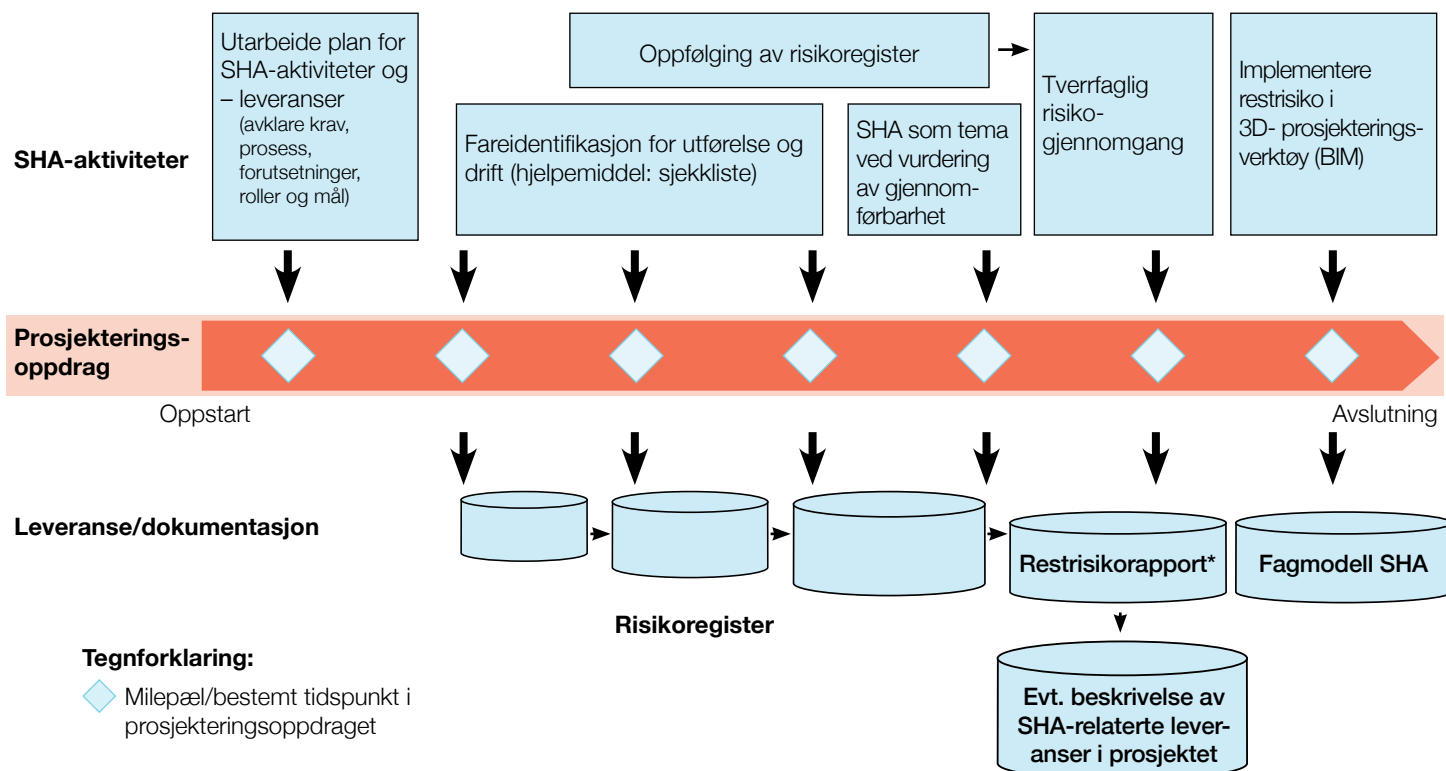 Utarbeide plan for
SHA-aktiviteter og
– leveranser
(avklare krav,
prosess,
forutsetninger,
roller og mål)
Oppfølging av risikoregister
Fareidentifikasjon for utførelse og
drift (hjelpemiddel: sjekkliste)
SHA som tema
ved vurdering
av gjennom-
førbarhet
Tverrfaglig
risiko-
gjennomgang
Implementere
restrisiko i
3D- prosjekterings-
verktøy (BIM)
SHA-aktiviteter
Prosjekterings-
oppdrag
Oppstart
Avslutning
Leveranse/dokumentasjon
Restrisikorapport*
Fagmodell SHA
Risikoregister
Evt. beskrivelse av
SHA-relaterte lever-
anser i prosjektet
Tegnforklaring:
Milepæl/bestemt tidspunkt i
prosjekteringsoppdraget